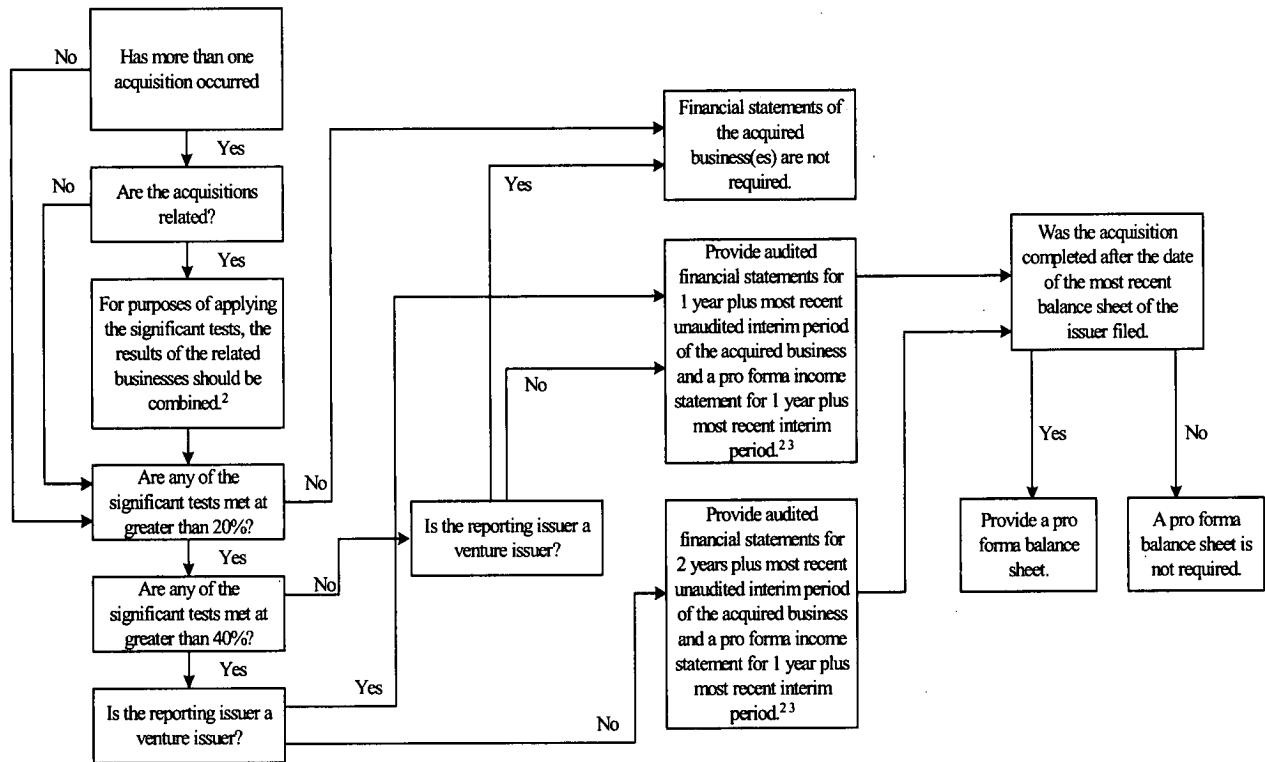 No
Has more than one
acquisition occurred
Yes
No
Are the acquisitions
related?
Yes
For purposes of applying
the significant tests, the
results of the related
businesses should be
combined.²
Are any of the
significant tests met at
greater than 20%?
No
Yes
Are any of the
significant tests met at
greater than 40%?
No
Yes
Is the reporting issuer a
venture issuer?
Yes
No
Is the reporting issuer a
venture issuer?
Yes
No
Financial statements of
the acquired
business(es) are not
required.
Provide audited
financial statements for
1 year plus most recent
unaudited interim period
of the acquired business
and a pro forma income
statement for 1 year plus
most recent interim
period.² ³
Provide audited
financial statements for
2 years plus most recent
unaudited interim period
of the acquired business
and a pro forma income
statement for 1 year plus
most recent interim
period.² ³
Was the acquisition
completed after the date
of the most recent
balance sheet of the
issuer filed.
Yes
No
Provide a pro
forma balance
sheet.
A pro forma
balance sheet is
not required.